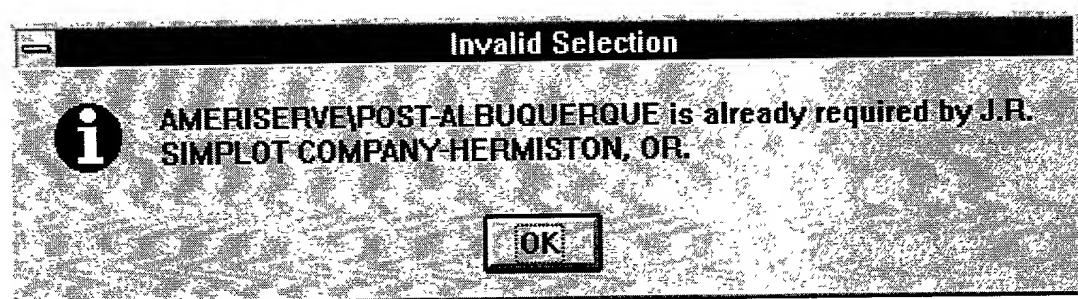 Invalid Selection
AMERISERVE\POST-ALBUQUERQUE is already required by J.R.
SIMPLOT COMPANY-HERMISTON, OR.
OK